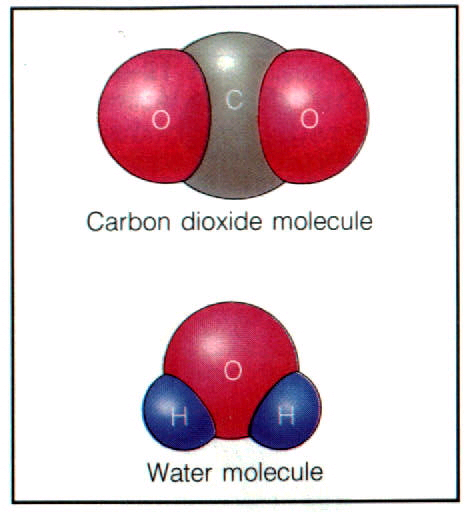 O C O
Carbon dioxide molecule
O
H H
Water molecule